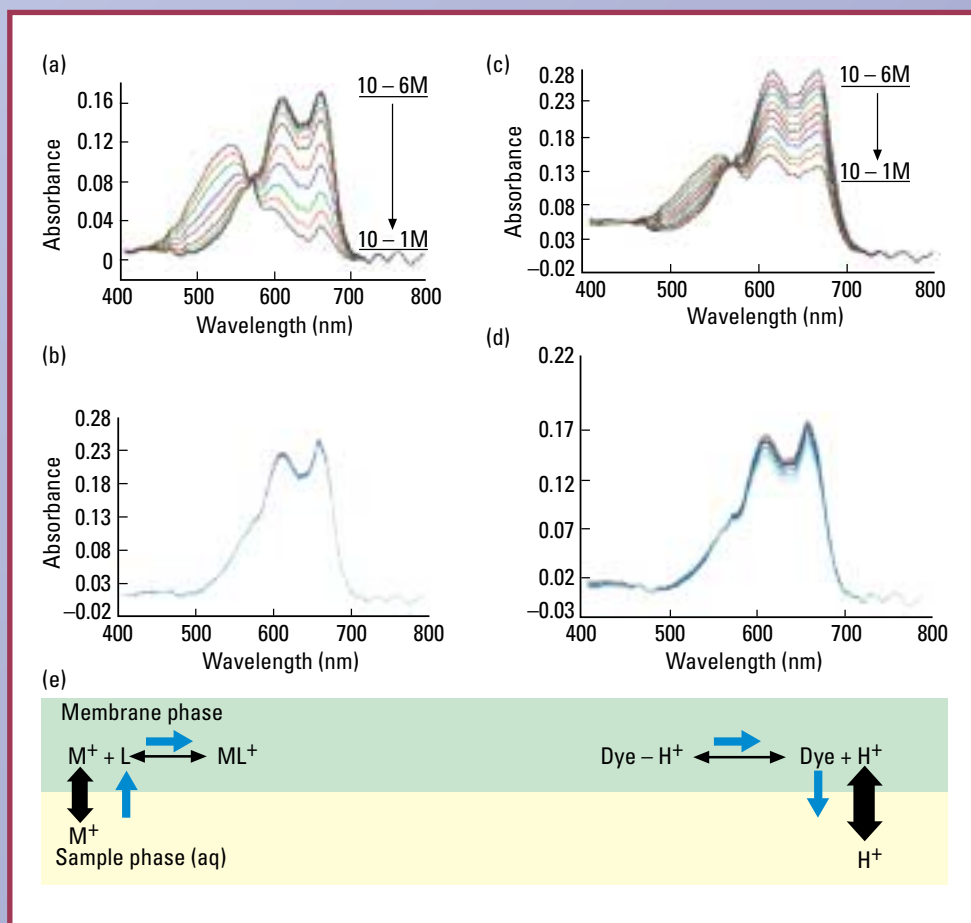 (a)
0.16
0.12
0.08
0.04
0
Absorbance
10 – 6M
10 – 1M
400 500 600 700 800
Wavelength (nm)
(c)
0.28
0.23
0.18
0.13
0.08
0.03
–0.02
Absorbance
10 – 6M
10 – 1M
400 500 600 700 800
Wavelength (nm)
(b)
0.28
0.23
0.18
0.13
0.08
0.03
–0.02
Absorbance
400 500 600 700 800
Wavelength (nm)
(d)
0.22
0.17
0.12
0.07
0.02
–0.03
400 500 600 700 800
Wavelength (nm)
(e)
Membrane phase
M⁺ + L ML⁺
Dye – H⁺ Dye + H⁺
M⁺
H⁺
Sample phase (aq)